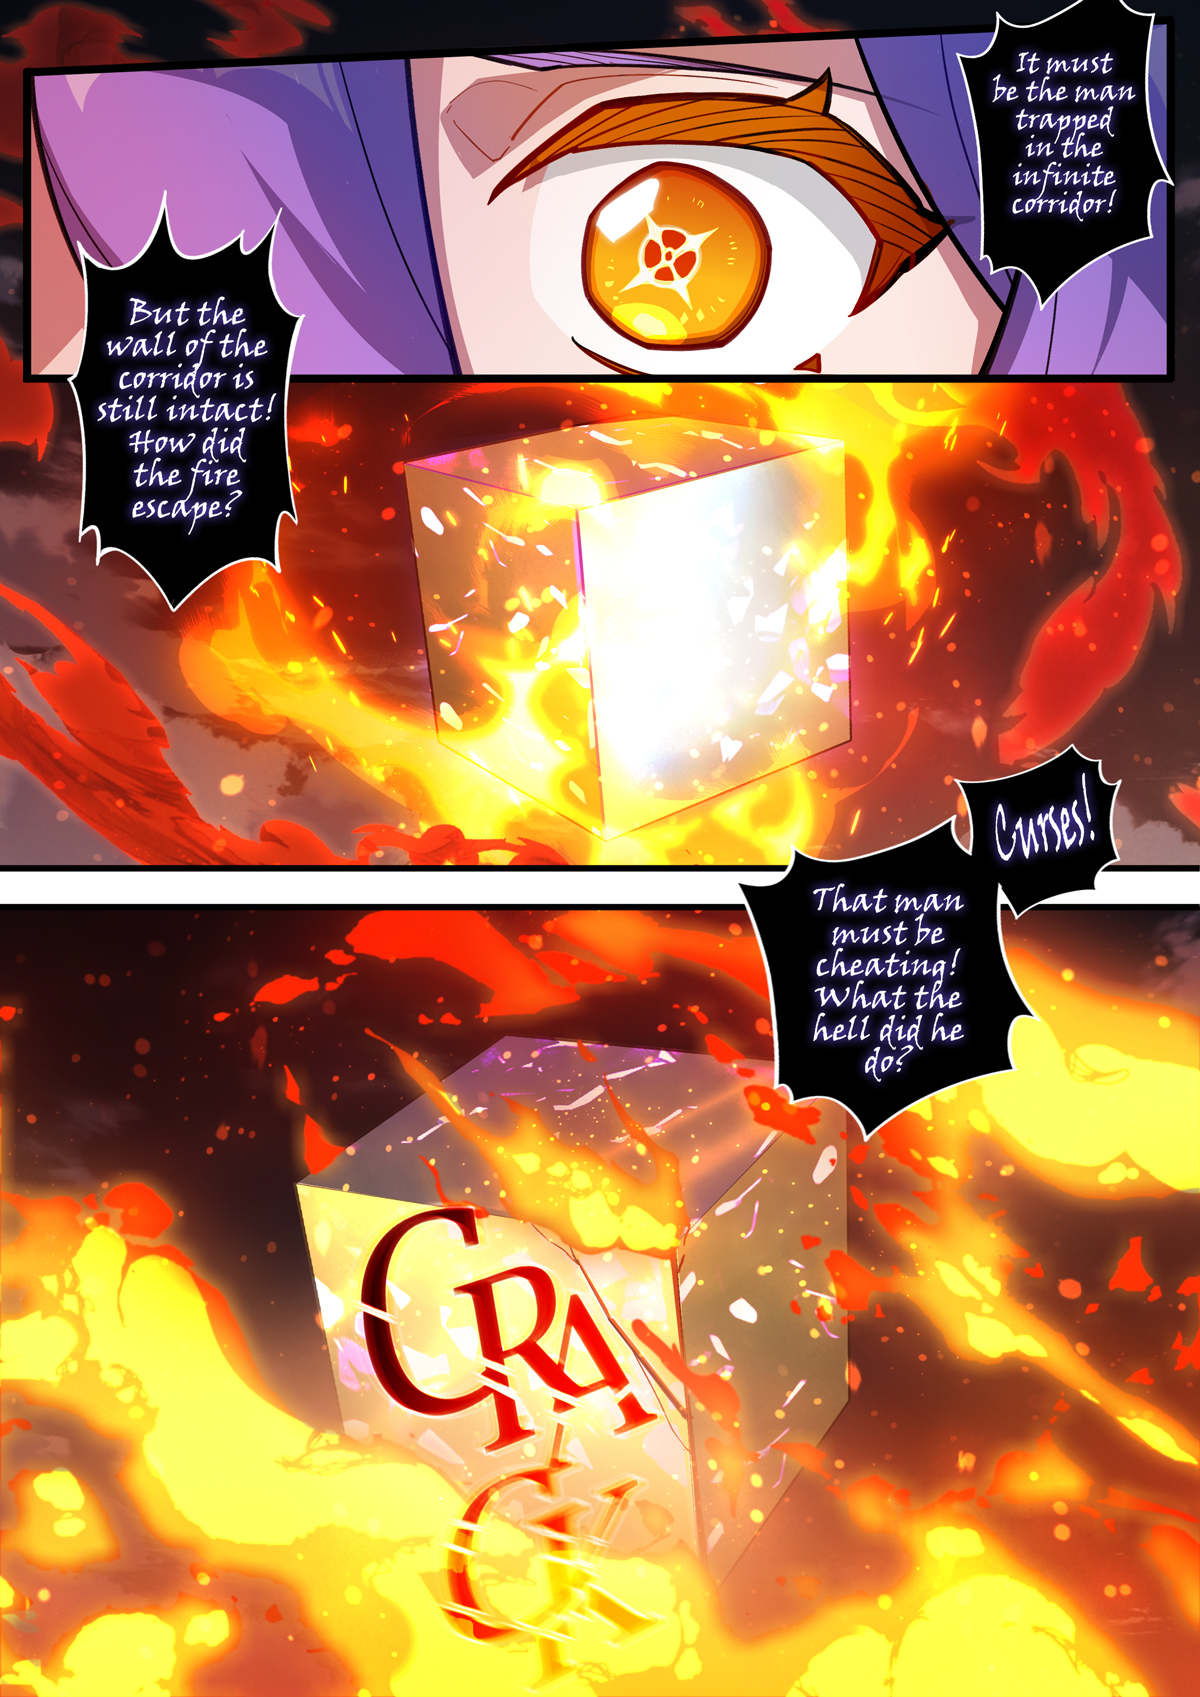 It must
be the man
trapped
in the
infinite
corridor!
But the
wall of the
corridor is
still intact!
How did
the fire
escape?
Curses!
That man
must be
cheating!
What the
hell did he
do?
CRA
CK